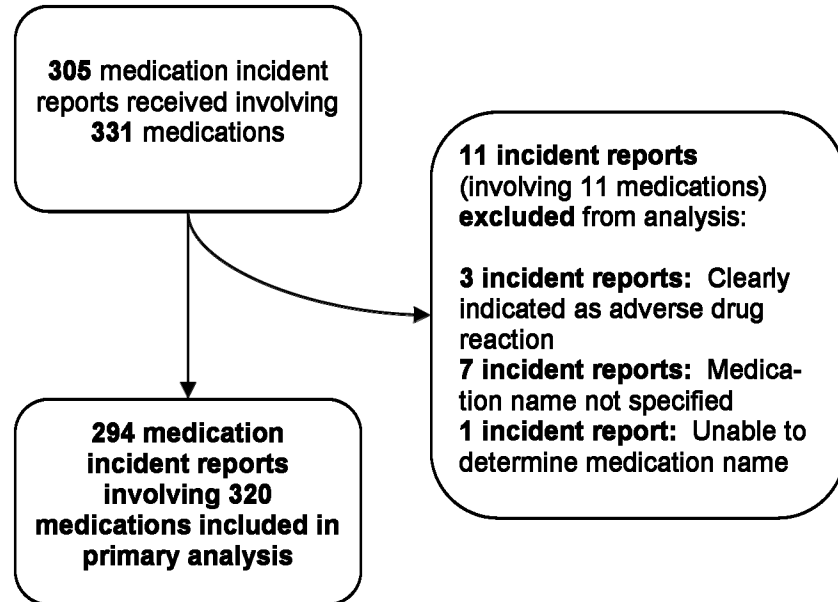 305 medication incident
reports received involving
331 medications
11 incident reports
(involving 11 medications)
excluded from analysis:
3 incident reports: Clearly
indicated as adverse drug
reaction
7 incident reports: Medica-
tion name not specified
1 incident report: Unable to
determine medication name
294 medication
incident reports
involving 320
medications included in
primary analysis